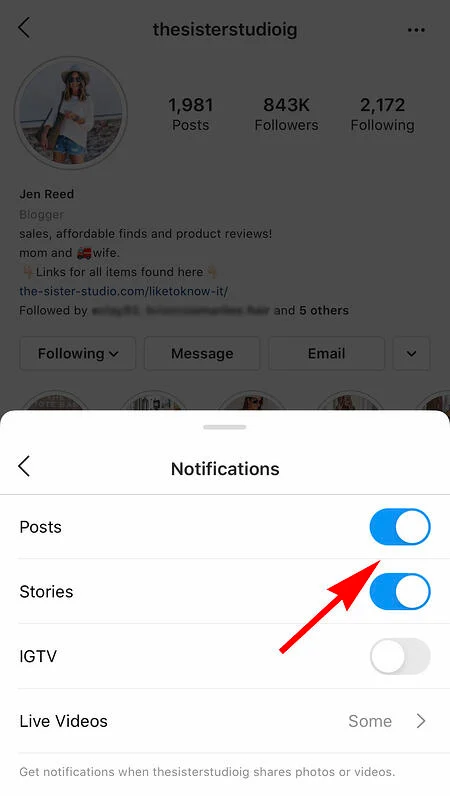 thesisterstudioig
1,981 843K 2,172
Posts Followers Following
Jen Reed
Blogger
sales, affordable finds and product reviews!
mom and 🚒wife.
👇🏻Links for all items found here👇🏻
the-sister-studio.com/liketoknow-it/
Followed by and 5 others
Following Message Email
Notifications
Posts
Stories
IGTV
Live Videos Some
Get notifications when thesisterstudioig shares photos or videos.